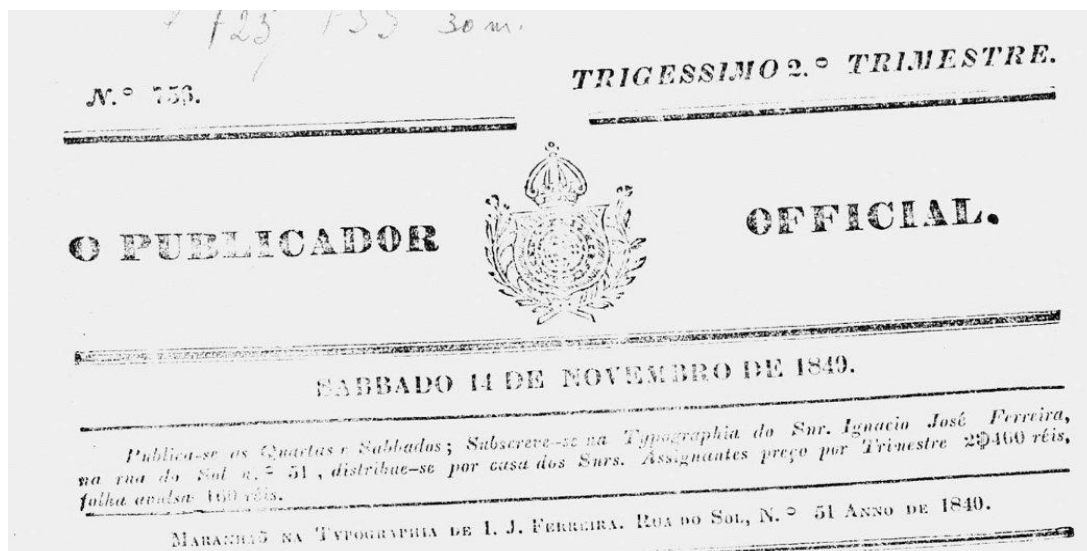 30 m.
N.º
TRIGESSIMO 2.º TRIMESTRE.
O PUBLICADOR OFFICIAL.
SABBADO 14 DE NOVEMBRO DE 1840.
Publica-se as Quartas e Sabbados; Subscreve-se na Typographia do Snr. Ignacio José Ferreira,
na rua do Sol n.º 51, distribue-se por casa dos Snrs. Assignantes preço por Trimestre 2$460 réis,
folha avulsa 160 réis.
MARANHAÕ NA TYPOGRAPHIA DE I. J. FERREIRA. RUA DO SOL, N.º 51 ANNO DE 1840.